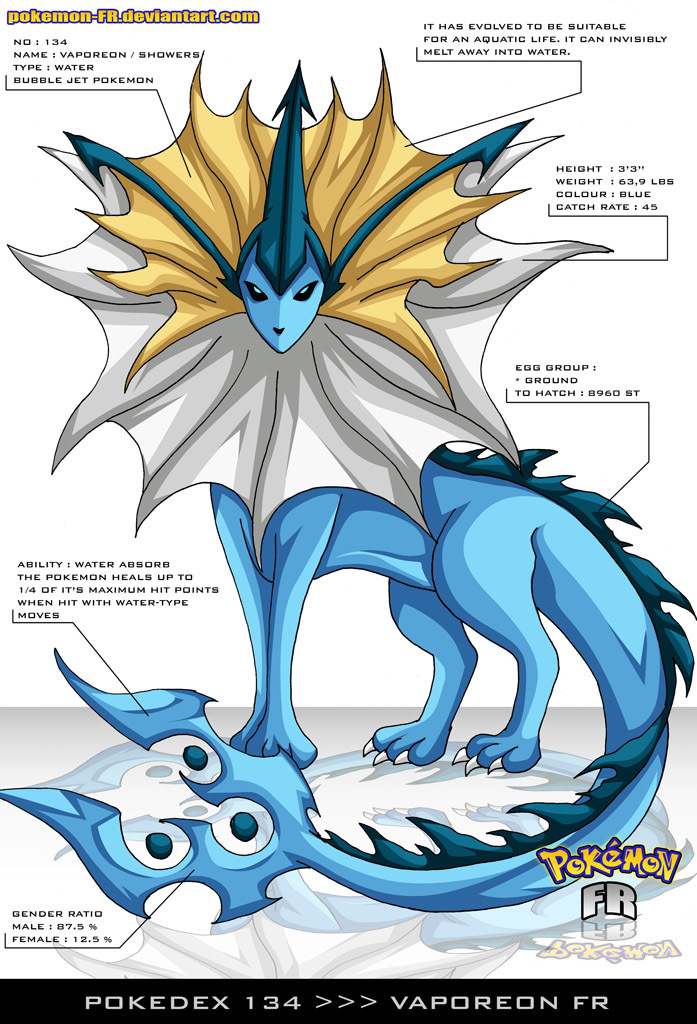 pokemon-FR.deviantart.com
NO : 134
NAME : VAPOREON / SHOWERS
TYPE : WATER
BUBBLE JET POKEMON
IT HAS EVOLVED TO BE SUITABLE
FOR AN AQUATIC LIFE. IT CAN INVISIBLY
MELT AWAY INTO WATER.
HEIGHT : 3'3"
WEIGHT : 63,9 LBS
COLOUR : BLUE
CATCH RATE : 45
EGG GROUP :
* GROUND
TO HATCH : 8960 ST
ABILITY : WATER ABSORB
THE POKEMON HEALS UP TO
1/4 OF IT'S MAXIMUM HIT POINTS
WHEN HIT WITH WATER-TYPE
MOVES
GENDER RATIO
MALE : 87.5 %
FEMALE : 12.5 %
POKéMON
FR
POKEDEX 134 >>> VAPOREON FR